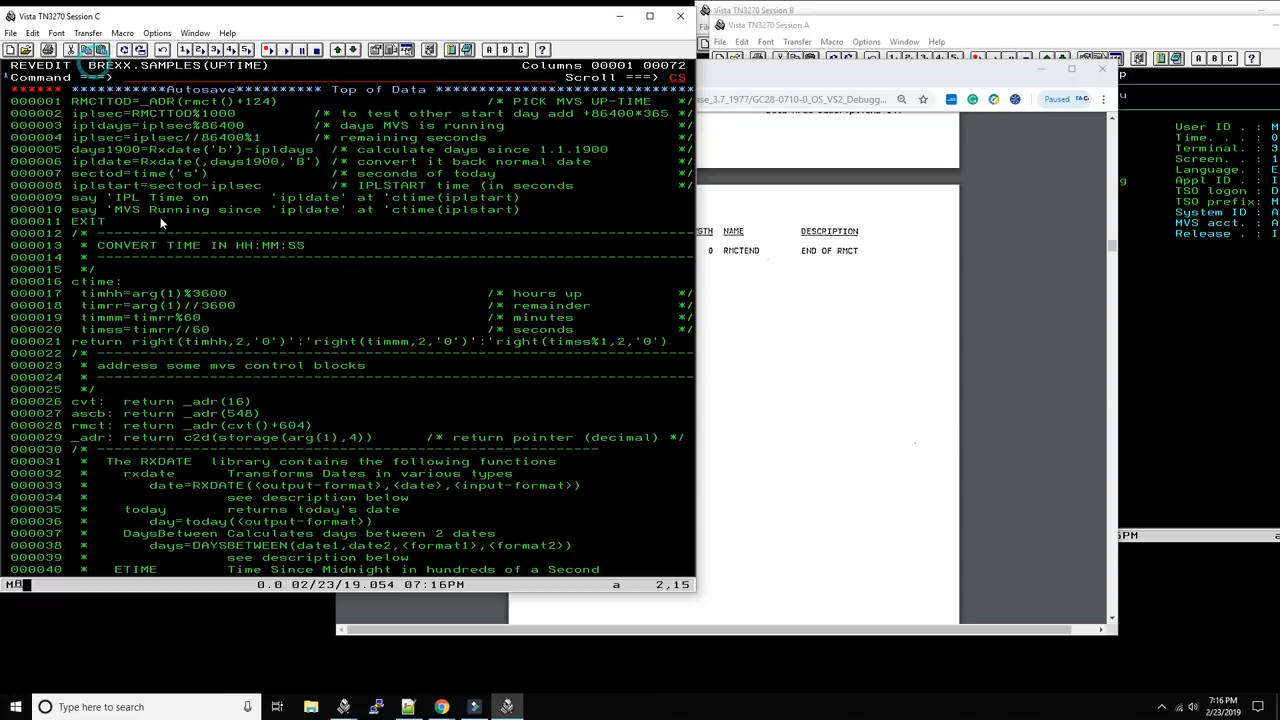 Vista TN3270 Session C
File Edit Font Transfer Macro Options Window Help
REVEDIT BREXX.SAMPLES(UPTIME) Columns 00001 00072
Command ===> Scroll ===> CS
****** ************Autosave************ Top of Data ******************************
000001 RMCTTOD=_ADR(rmct()+124) /* PICK MVS UP-TIME */
000002 iplsec=RMCTTOD%1000 /* to test other start day add +86400*365
000003 ipldays=iplsec%86400 /* days MVS is running */
000004 iplsec=iplsec//86400%1 /* remaining seconds */
000005 days1900=Rxdate('b')-ipldays /* calculate days since 1.1.1900 */
000006 ipldate=Rxdate(,days1900,'B') /* convert it back normal date */
000007 sectod=time('s') /* seconds of today */
000008 iplstart=sectod-iplsec /* IPLSTART time (in seconds */
000009 say 'IPL Time on 'ipldate' at 'ctime(iplstart)
000010 say 'MVS Running since 'ipldate' at 'ctime(iplstart)
000011 EXIT
000012 /* ---------------------------------------------------------------------
000013 * CONVERT TIME IN HH:MM:SS
000014 * ---------------------------------------------------------------------
000015 */
000016 ctime:
000017 timhh=arg(1)%3600 /* hours up */
000018 timrr=arg(1)//3600 /* remainder */
000019 timmm=timrr%60 /* minutes */
000020 timss=timrr//60 /* seconds */
000021 return right(timhh,2,'0')':'right(timmm,2,'0')':'right(timss%1,2,'0')
000022 /* ---------------------------------------------------------------------
000023 * address some mvs control blocks
000024 * ---------------------------------------------------------------------
000025 */
000026 cvt: return _adr(16)
000027 ascb: return _adr(548)
000028 rmct: return _adr(cvt()+604)
000029 _adr: return c2d(storage(arg(1),4)) /* return pointer (decimal) */
000030 /* ----------------------------------------------------------
000031 * The RXDATE library contains the following functions
000032 * rxdate Transforms Dates in various types
000033 * date=RXDATE(<output-format>,<date>,<input-format>)
000034 * see description below
000035 * today returns today's date
000036 * day=today(<output-format>)
000037 * DaysBetween Calculates days between 2 dates
000038 * days=DAYSBETWEEN(date1,date2,<format1>,<format2>)
000039 * see description below
000040 * ETIME Time Since Midnight in hundreds of a Second
0.0 02/23/19.054 07:16PM a 2,15
Vista TN3270 Session B
Vista TN3270 Session A
File Edit Font Transfer Macro Options Window Help
ase_3.7_1977/GC28-0710-0_OS_VS2_Debugg...
Paused
NAME DESCRIPTION
0 RMCTEND END OF RMCT
User ID . : M
Time. . . : 0
Terminal. : 3
Screen. . : 1
Language. : E
Appl ID . : M
TSO logon : D
TSO prefix: M
System ID : A
MVS acct. : A
Release . : I
Type here to search
7:16 PM
2/23/2019